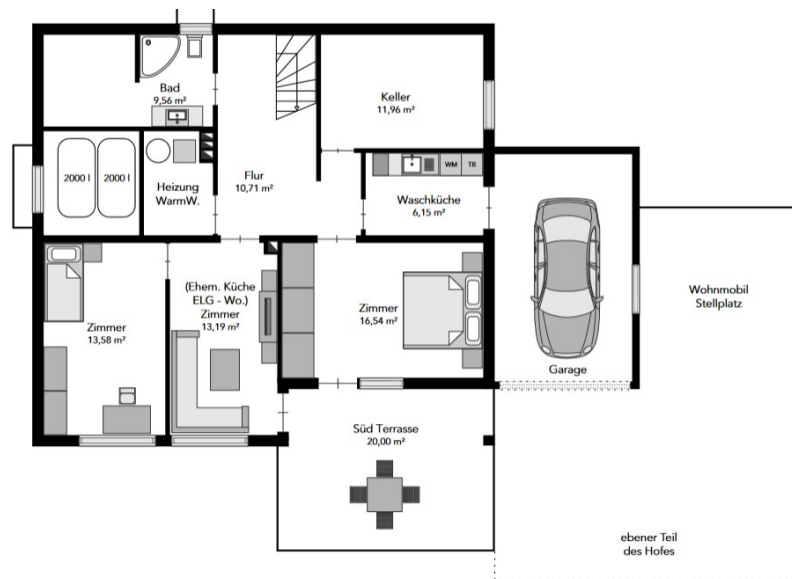 Bad
9,56 m²
Keller
11,96 m²
2000 l
2000 l
Heizung
WarmW.
Flur
10,71 m²
WM
TR
Waschküche
6,15 m²
Wohnmobil
Stellplatz
(Ehem. Küche
ELG - Wo.)
Zimmer
13,19 m²
Zimmer
13,58 m²
Zimmer
16,54 m²
Garage
Süd Terrasse
20,00 m²
ebener Teil
des Hofes